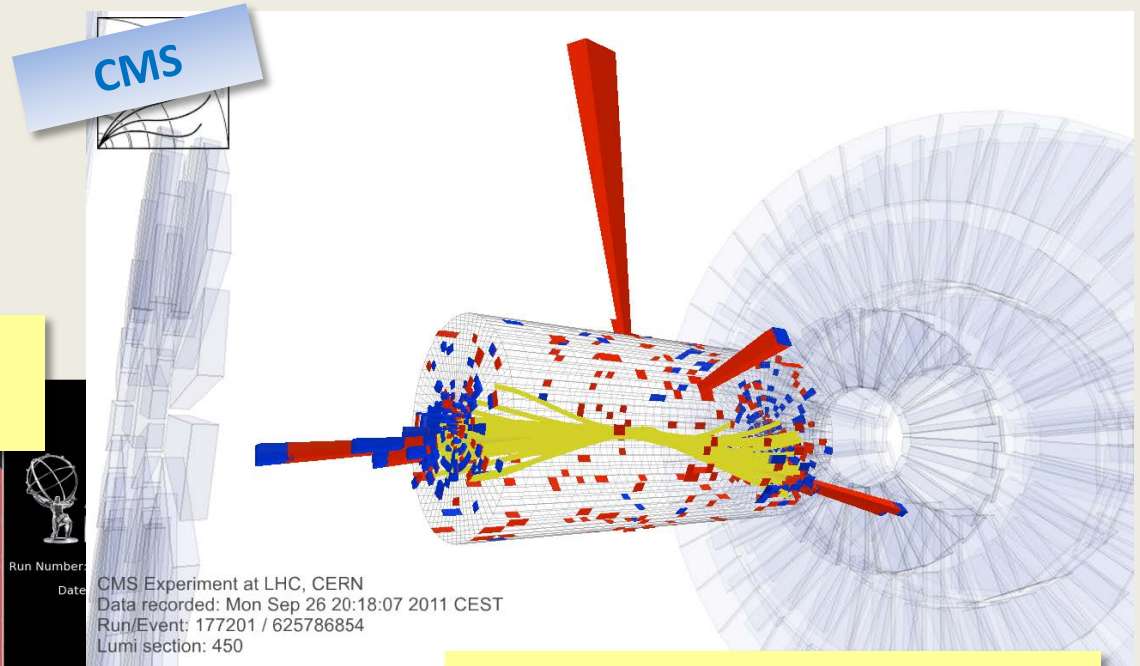 CMS
Run Number:
Date
CMS Experiment at LHC, CERN
Data recorded: Mon Sep 26 20:18:07 2011 CEST
Run/Event: 177201 / 625786854
Lumi section: 450